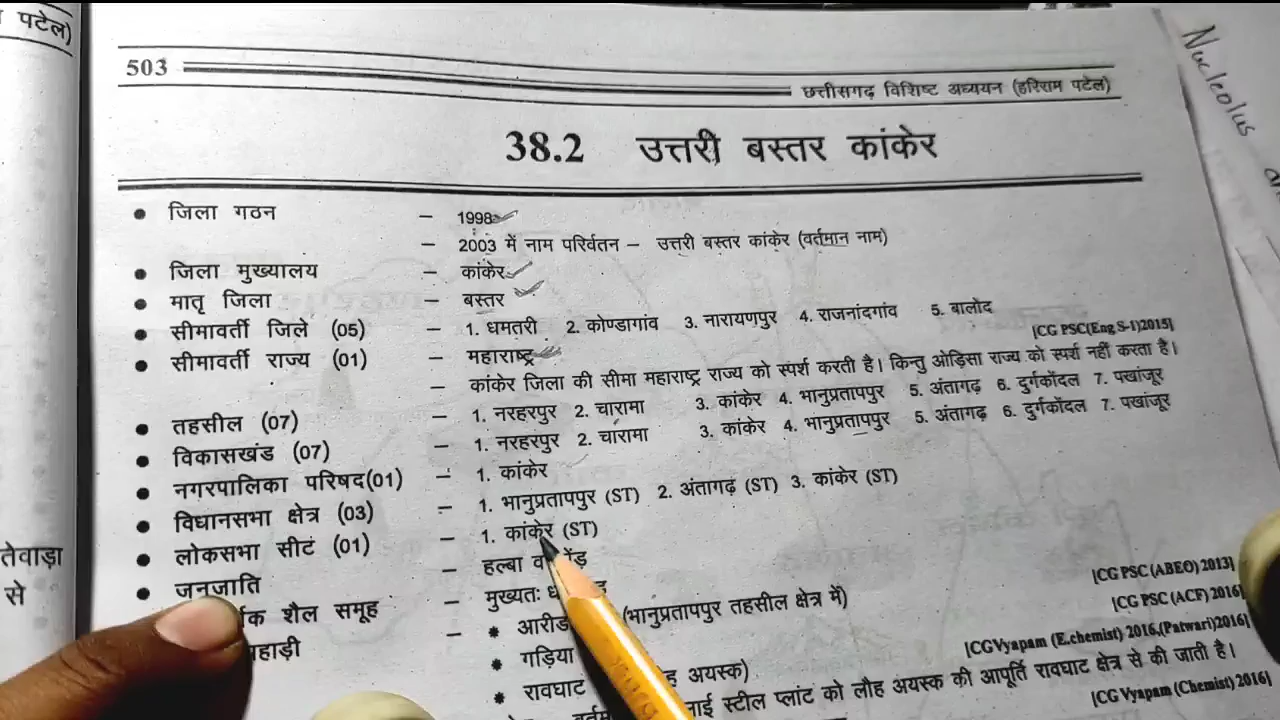 पटेल)
503
छत्तीसगढ़ विशिष्ट अध्ययन (हरिराम पटेल)
38.2 उत्तरी बस्तर कांकेर
• जिला गठन – 1998
– 2003 में नाम परिर्वतन – उत्तरी बस्तर कांकेर (वर्तमान नाम)
• जिला मुख्यालय – कांकेर
• मातृ जिला – बस्तर
• सीमावर्ती जिले (05) – 1. धमतरी 2. कोण्डागांव 3. नारायणपुर 4. राजनांदगांव 5. बालोद
• सीमावर्ती राज्य (01) – महाराष्ट्र [CG PSC(Eng S-1)2015]
– कांकेर जिला की सीमा महाराष्ट्र राज्य को स्पर्श करती है। किन्तु ओड़िसा राज्य को स्पर्श नहीं करता है।
• तहसील (07) – 1. नरहरपुर 2. चारामा 3. कांकेर 4. भानुप्रतापपुर 5. अंतागढ़ 6. दुर्गकोंदल 7. पखांजूर
• विकासखंड (07) – 1. नरहरपुर 2. चारामा 3. कांकेर 4. भानुप्रतापपुर 5. अंतागढ़ 6. दुर्गकोंदल 7. पखांजूर
• नगरपालिका परिषद(01) – 1. कांकेर
• विधानसभा क्षेत्र (03) – 1. भानुप्रतापपुर (ST) 2. अंतागढ़ (ST) 3. कांकेर (ST)
• लोकसभा सीटं (01) – 1. कांकेर (ST)
• जनजाति – हल्बा
शैल समूह – मुख्यतः [CG PSC (ABEO) 2013]
– * (भानुप्रतापपुर तहसील क्षेत्र में) [CG PSC (ACF) 2016]
* गड़िया [CGVyapam (E.chemist) 2016,(Patwari)2016]
* रावघाट अयस्क)
स्टील प्लांट को लौह अयस्क की आपूर्ति रावघाट क्षेत्र से की जाती है।
[CG Vyapam (Chemist) 2016]
तेवाड़ा
से
Nucleolus